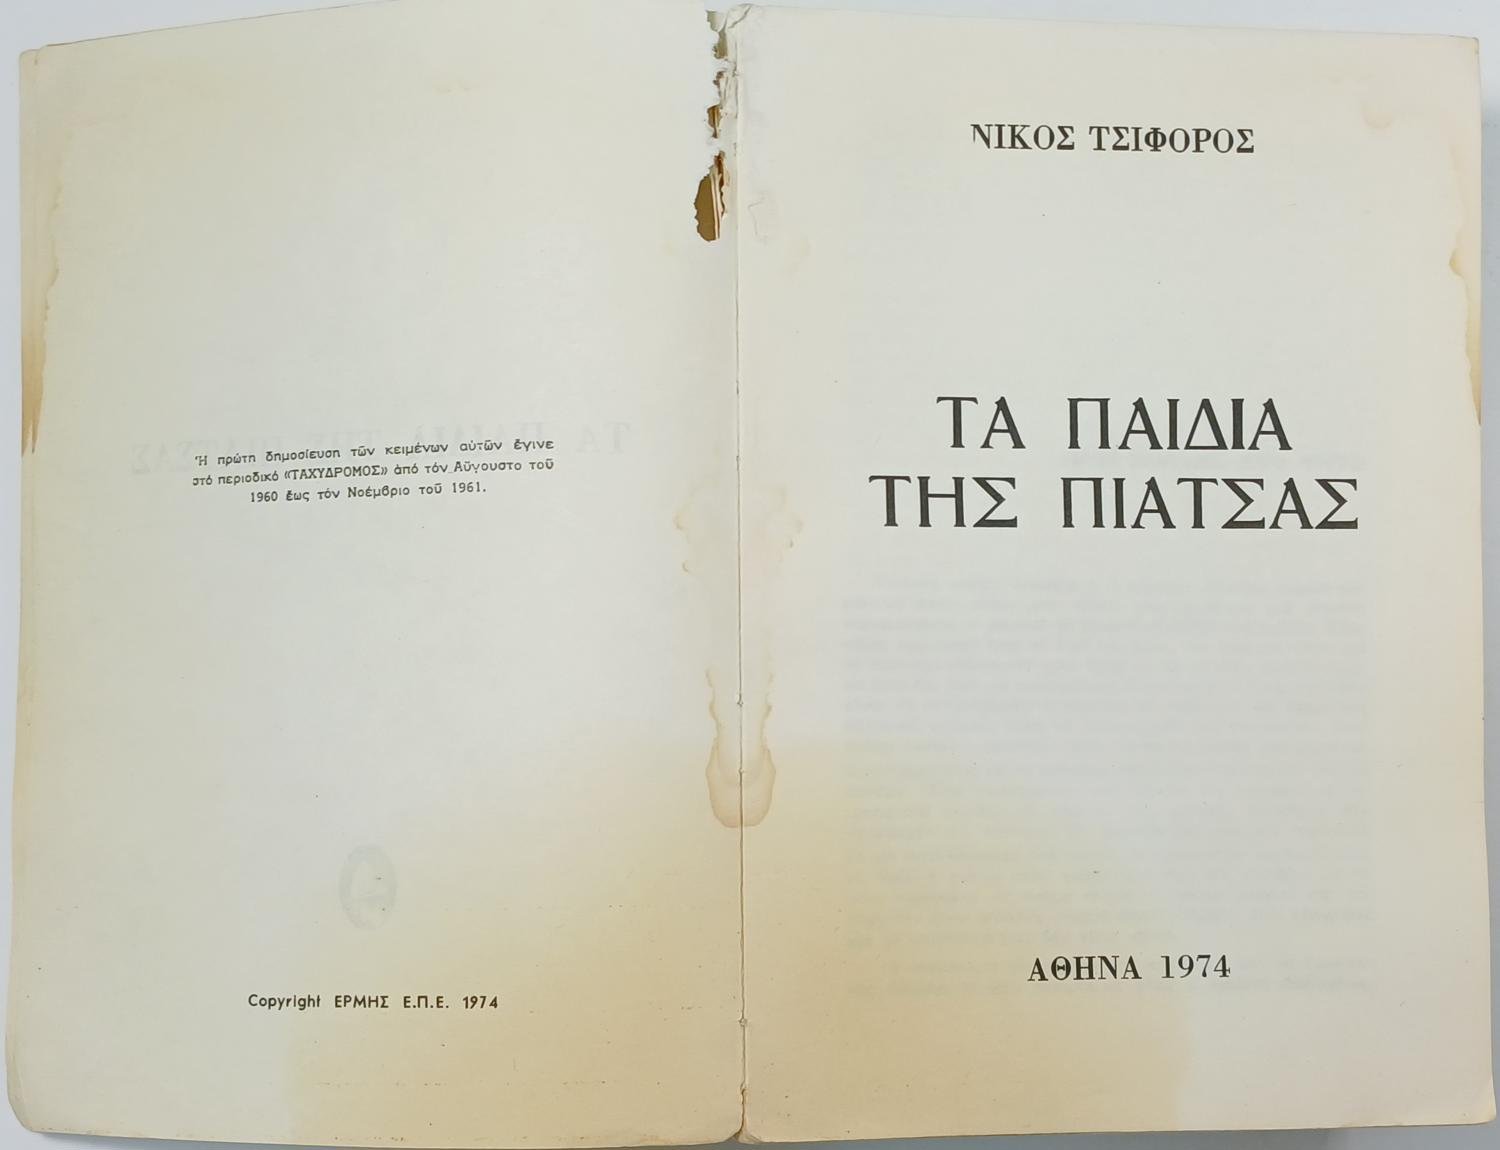 Ἡ πρώτη δημοσίευση τῶν κειμένων αὐτῶν ἔγινε
στό περιοδικό «ΤΑΧΥΔΡΟΜΟΣ» ἀπό τόν Αὔγουστο τοῦ
1960 ἕως τόν Νοέμβριο τοῦ 1961.
Copyright ΕΡΜΗΣ Ε.Π.Ε. 1974
ΝΙΚΟΣ ΤΣΙΦΟΡΟΣ
ΤΑ ΠΑΙΔΙΑ
ΤΗΣ ΠΙΑΤΣΑΣ
ΑΘΗΝΑ 1974